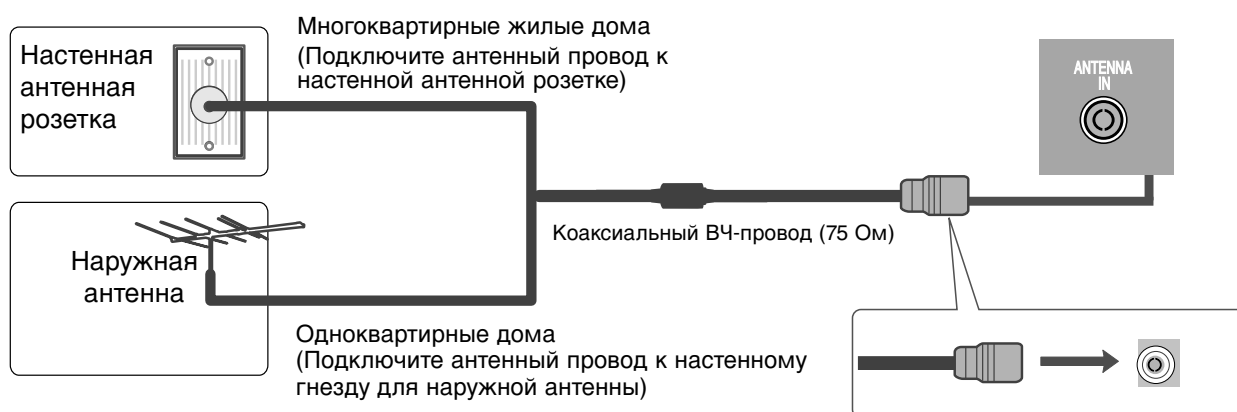 Многоквартирные жилые дома
(Подключите антенный провод к
настенной антенной розетке)
Настенная
антенная
розетка
ANTENNA
IN
Коаксиальный ВЧ-провод (75 Ом)
Наружная
антенна
Одноквартирные дома
(Подключите антенный провод к настенному
гнезду для наружной антенны)